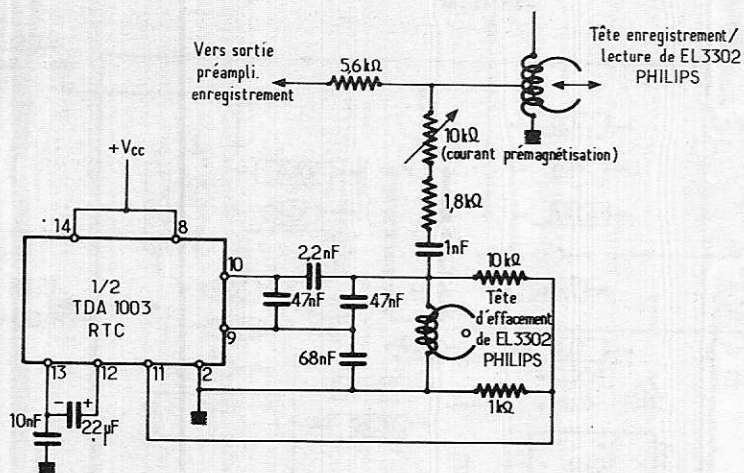 Tête enregistrement/
lecture de EL3302
PHILIPS
Vers sortie
préampli.
enregistrement
5,6kΩ
10kΩ
(courant prémagnétisation)
+Vcc
1,8kΩ
14
8
1nF
10
2,2nF
10kΩ
1/2
TDA 1003
RTC
47nF
47nF
Tête
d'effacement
de EL3302
PHILIPS
9
68nF
13
12
11
2
1kΩ
- +
10nF
22µF